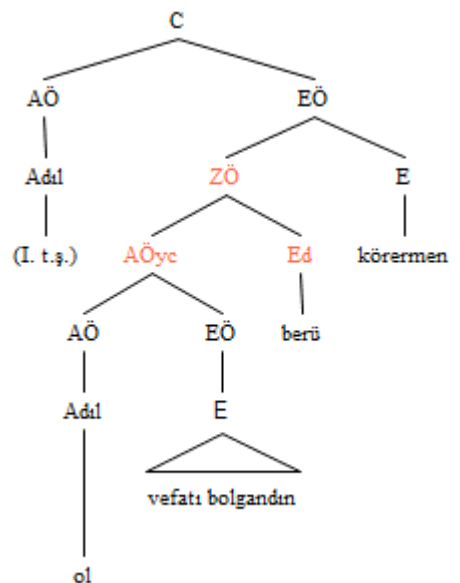 C
AÖ EÖ
Adıl ZÖ E
(I. t.ş.) AÖyc Ed körermen
AÖ EÖ berü
Adıl E
vefatı bolgandın
ol